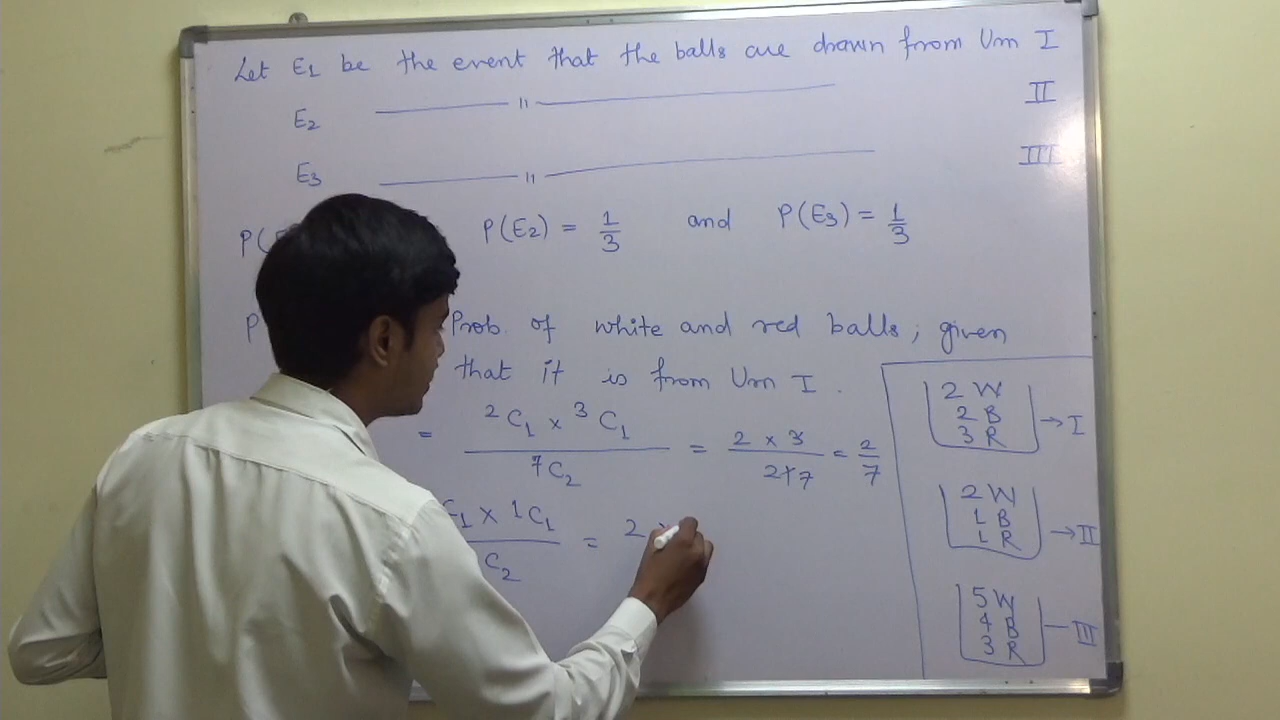 Let E1 be the event that the balls are drawn from Urn I
E2 —— " —— II
E3 —— " —— III
P(E P(E2) = 1/3 and P(E3) = 1/3
P Prob. of white and red balls; given
that it is from Urn I.
= 2C1 x 3C1 / 7C2 = 2 x 3 / 2x7 = 2/7
C1 X 1C1 / C2 = 2 x
2 W
2 B
3 R → I
2 W
1 B
1 R → II
5 W
4 B
3 R — III